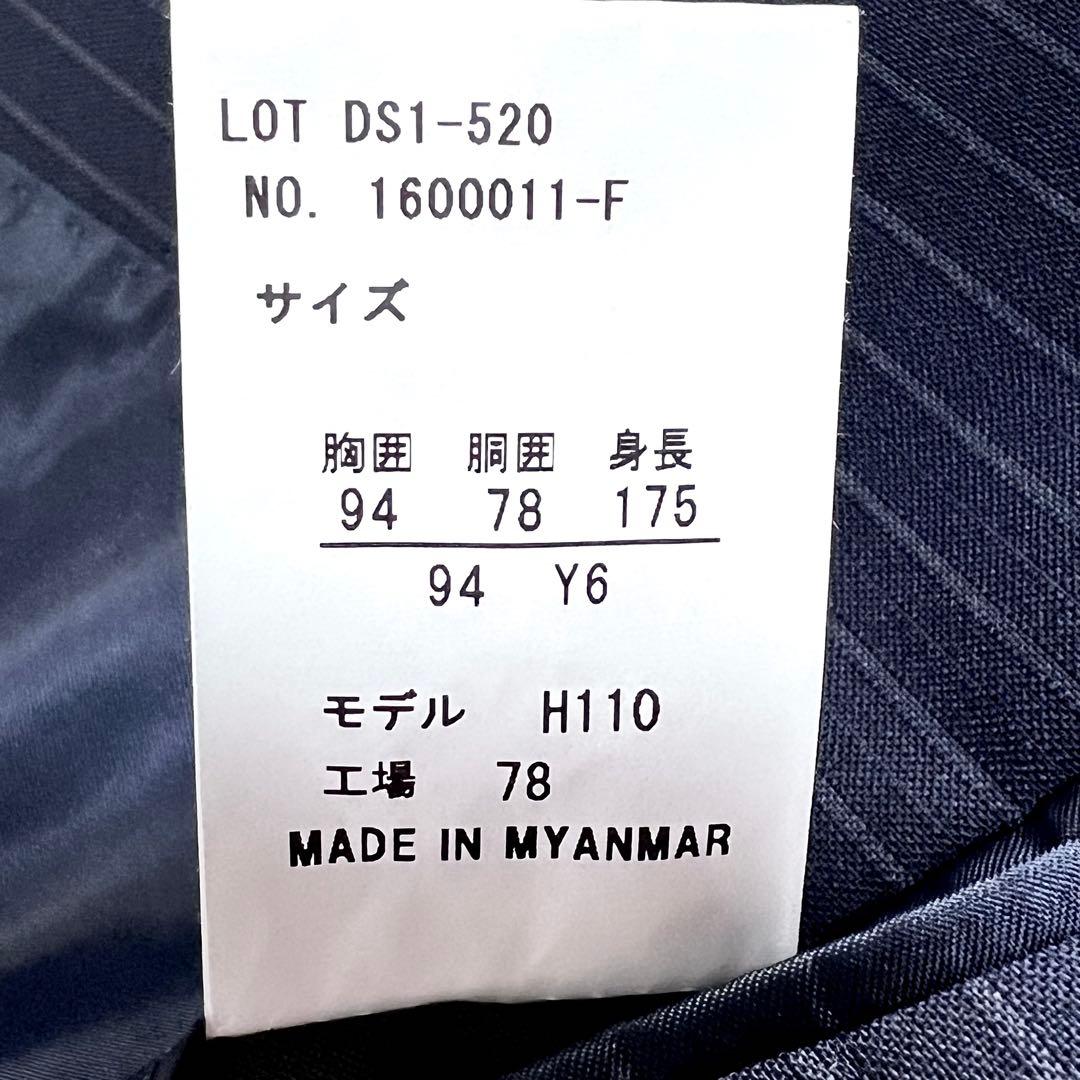 LOT DS1-520
NO. 1600011-F
サイズ
胸囲 胴囲 身長
94 78 175
94 Y6
モデル H110
工場 78
MADE IN MYANMAR